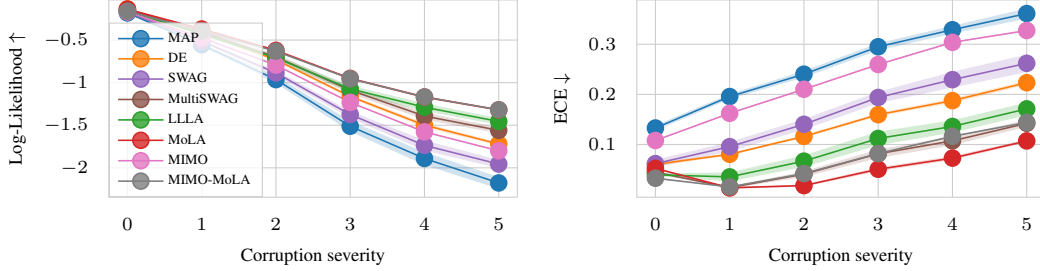 Log-Likelihood ↑
−0.5
−1
−1.5
−2
MAP
DE
SWAG
MultiSWAG
LLLA
MoLA
MIMO
MIMO-MoLA
0 1 2 3 4 5
Corruption severity
ECE ↓
0.3
0.2
0.1
0 1 2 3 4 5
Corruption severity